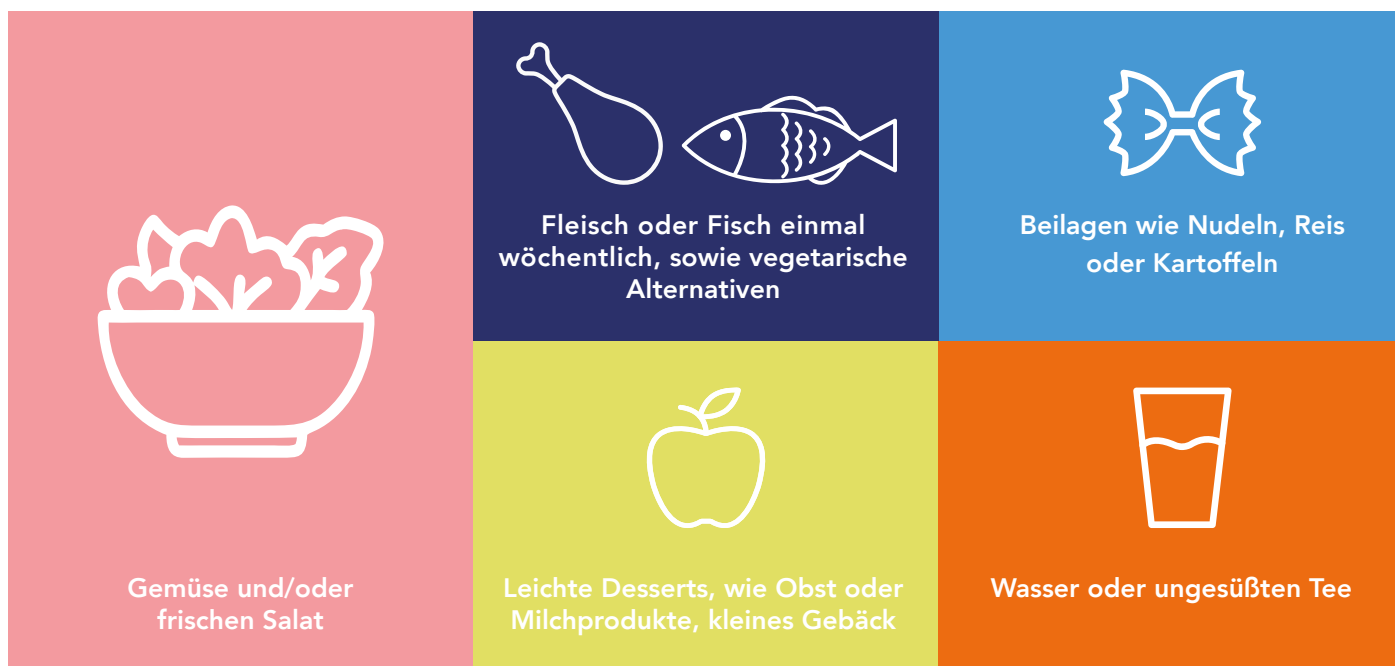 Fleisch oder Fisch einmal
wöchentlich, sowie vegetarische
Alternativen
Beilagen wie Nudeln, Reis
oder Kartoffeln
Gemüse und/oder
frischen Salat
Leichte Desserts, wie Obst oder
Milchprodukte, kleines Gebäck
Wasser oder ungesüßten Tee